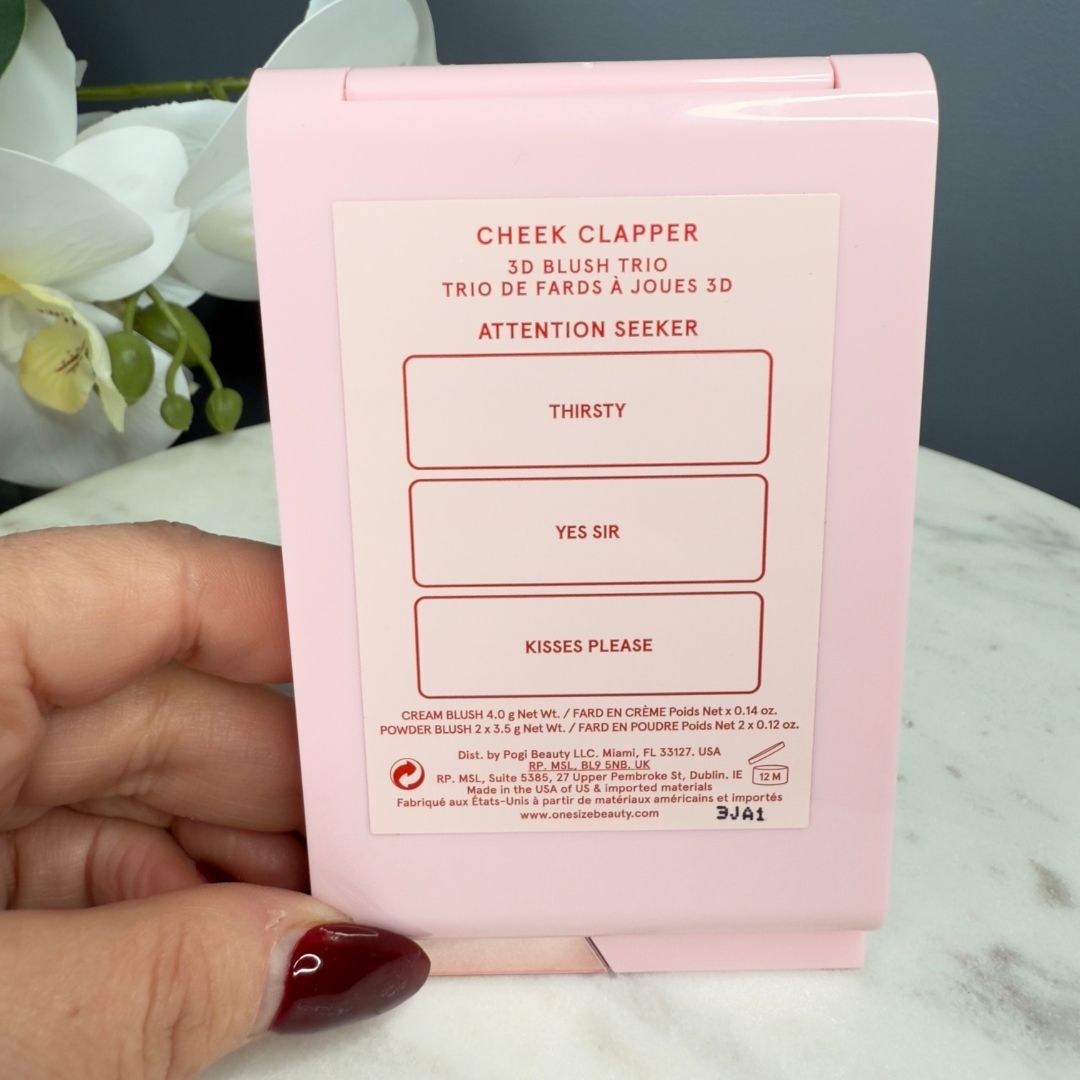 CHEEK CLAPPER
3D BLUSH TRIO
TRIO DE FARDS À JOUES 3D
ATTENTION SEEKER
THIRSTY
YES SIR
KISSES PLEASE
CREAM BLUSH 4.0 g Net Wt. / FARD EN CRÈME Poids Net x 0.14 oz.
POWDER BLUSH 2 x 3.5 g Net Wt. / FARD EN POUDRE Poids Net 2 x 0.12 oz.
Dist. by Pogi Beauty LLC. Miami, FL 33127. USA
RP. MSL, BL9 5NB. UK
RP. MSL, Suite 5385, 27 Upper Pembroke St, Dublin. IE
12 M
Made in the USA of US & imported materials
Fabriqué aux États-Unis à partir de matériaux américains et importés
www.onesizebeauty.com
3JA1